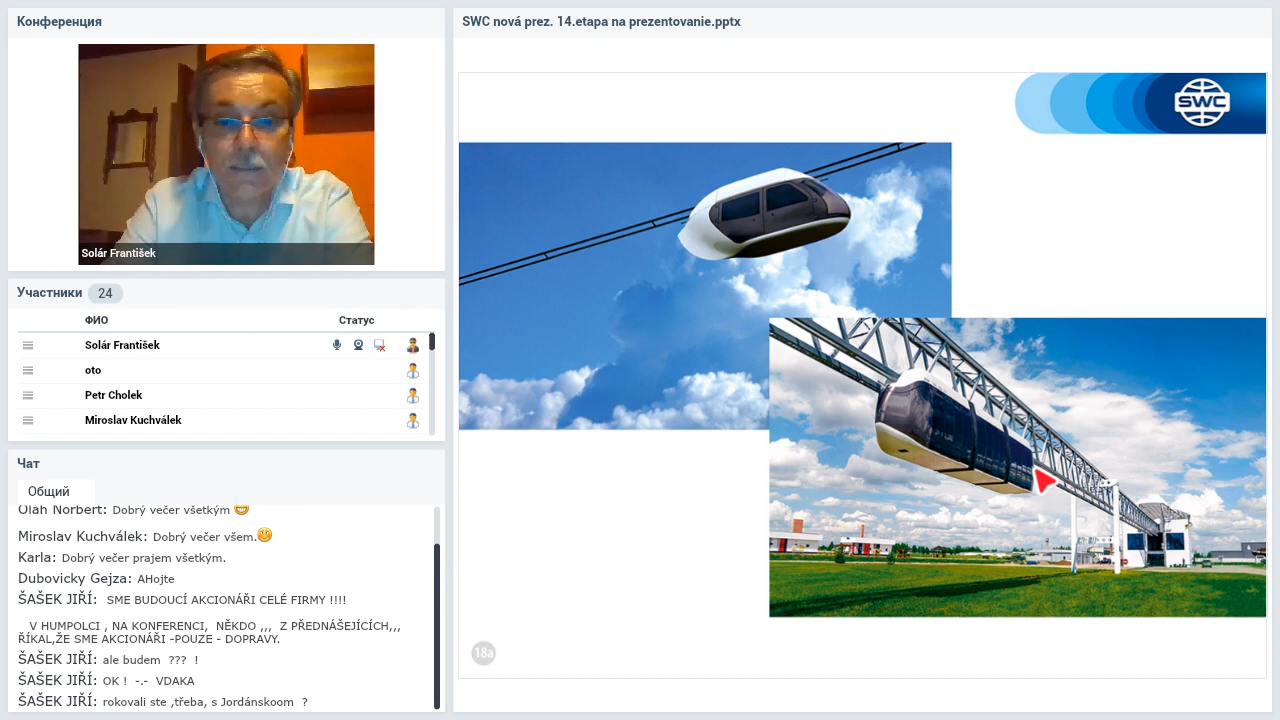 Конференция
Solár František
Участники 24
ФИО Статус
Solár František
oto
Petr Cholek
Miroslav Kuchválek
Чат
Общий
Olah Norbert: Dobrý večer všetkým
Miroslav Kuchválek: Dobrý večer všem.
Karla: Dobrý večer prajem všetkým.
Dubovicky Gejza: AHojte
ŠAŠEK JIŘÍ: SME BUDOUCÍ AKCIONÁŘI CELÉ FIRMY !!!!
V HUMPOLCI , NA KONFERENCI, NĚKDO ,,, Z PŘEDNÁŠEJÍCÍCH,,,
ŘÍKAL,ŽE SME AKCIONÁŘI -POUZE - DOPRAVY.
ŠAŠEK JIŘÍ: ale budem ??? !
ŠAŠEK JIŘÍ: OK ! -.- VDAKA
ŠAŠEK JIŘÍ: rokovali ste ,třeba, s Jordánskoom ?
SWC nová prez. 14.etapa na prezentovanie.pptx
SWC
18a